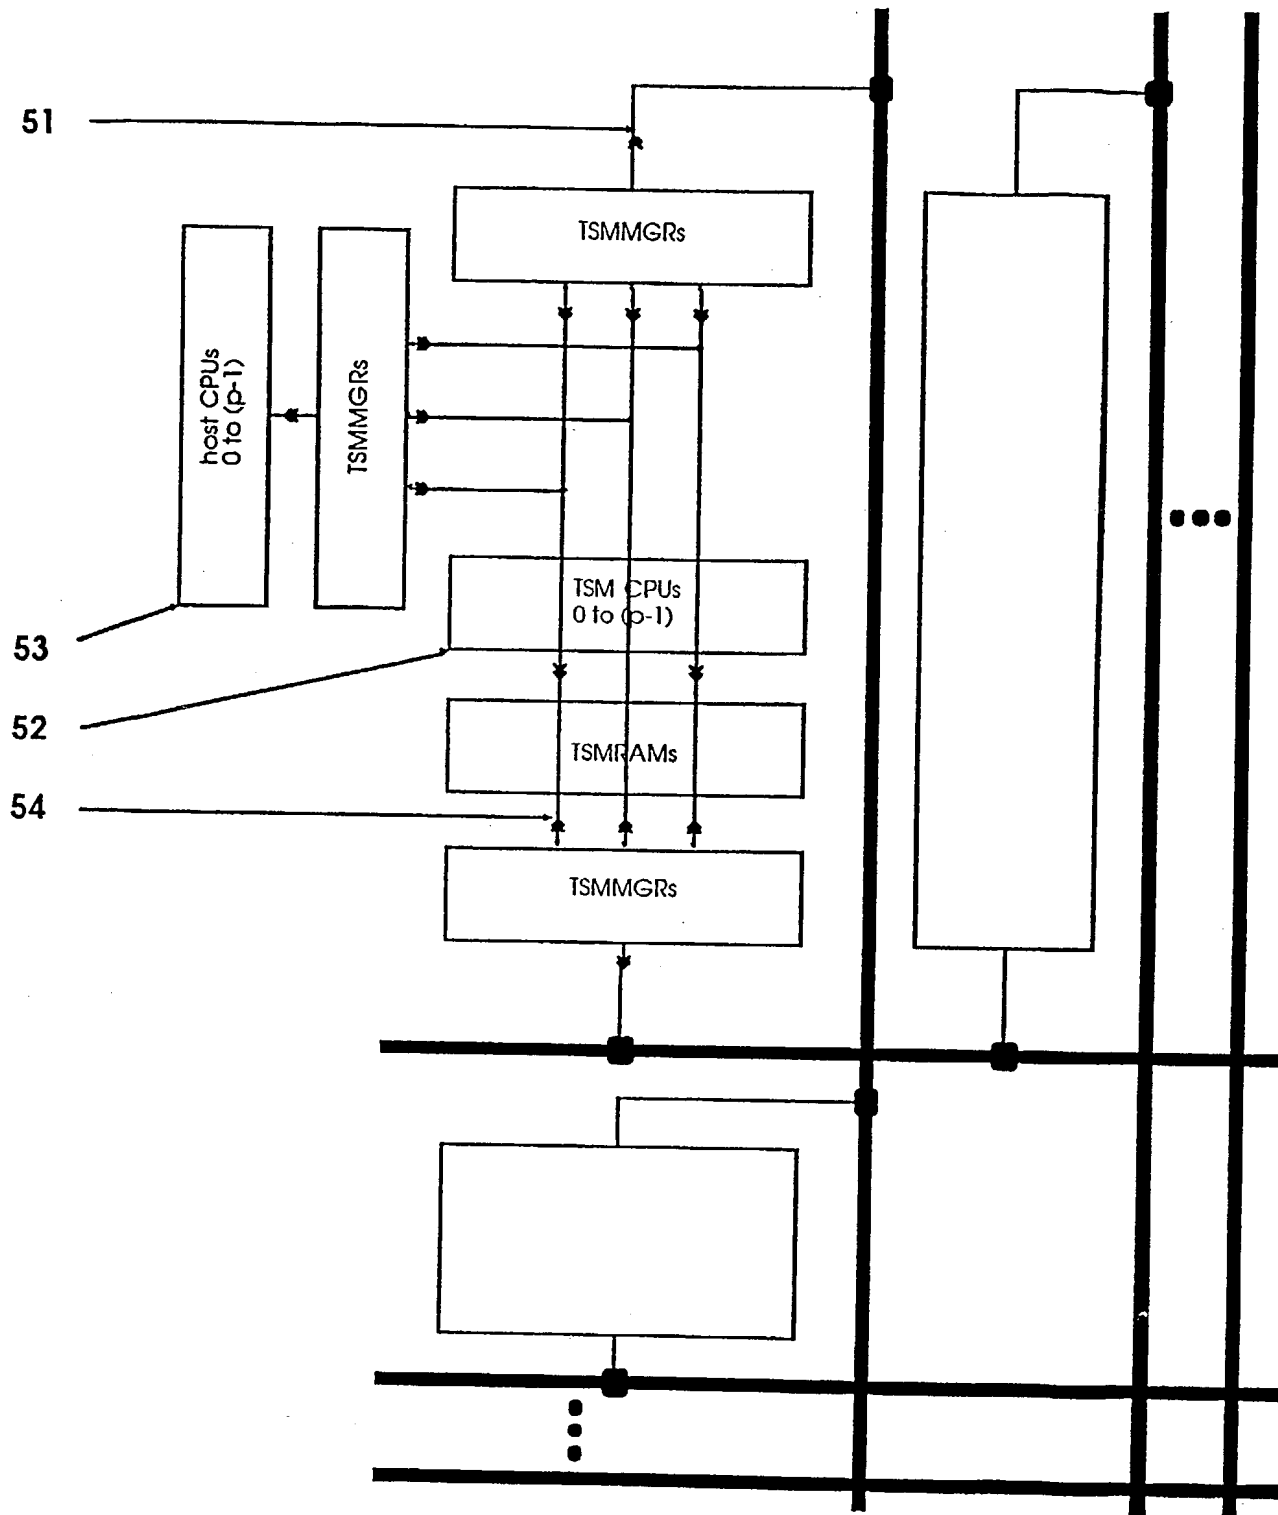 51
TSMMGRs
host CPUs
0 to (p-1)
TSMMGRs
TSM CPUs
0 to (p-1)
53
52
TSMRAMs
54
TSMMGRs